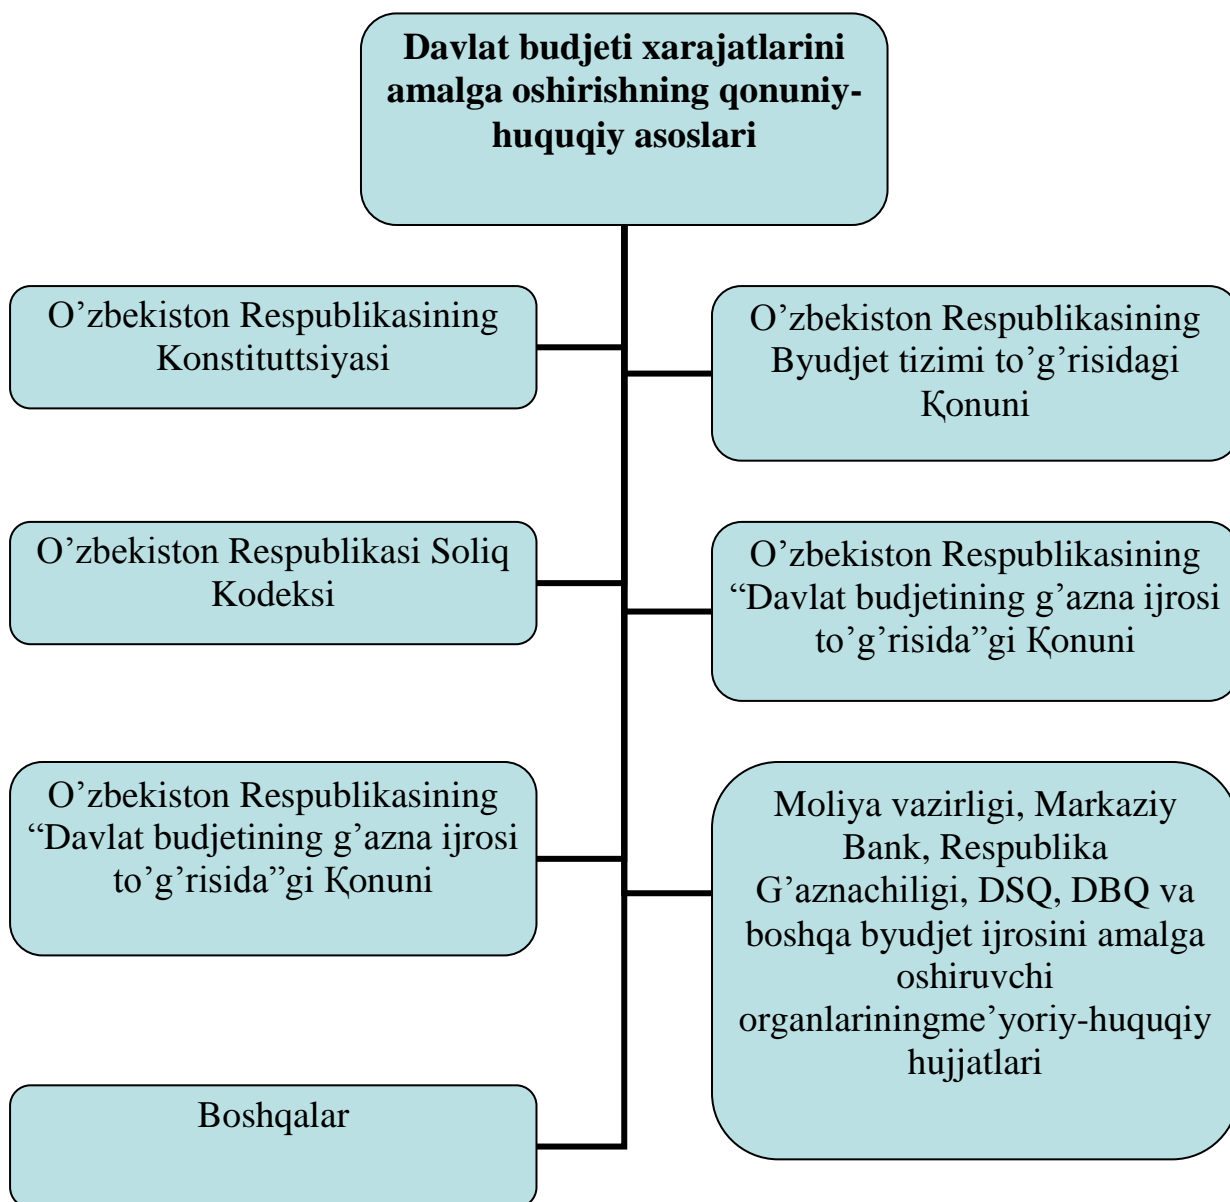 Davlat budjeti xarajatlarini
amalga oshirishning qonuniy-
huquqiy asoslari
O’zbekiston Respublikasining
Konstituttsiyasi
O’zbekiston Respublikasining
Byudjet tizimi to’g’risidagi
Қonuni
O’zbekiston Respublikasi Soliq
Kodeksi
O’zbekiston Respublikasining
“Davlat budjetining g’azna ijrosi
to’g’risida”gi Қonuni
O’zbekiston Respublikasining
“Davlat budjetining g’azna ijrosi
to’g’risida”gi Қonuni
Moliya vazirligi, Markaziy
Bank, Respublika
G’aznachiligi, DSQ, DBQ va
boshqa byudjet ijrosini amalga
oshiruvchi
organlariningme’yoriy-huquqiy
hujjatlari
Boshqalar